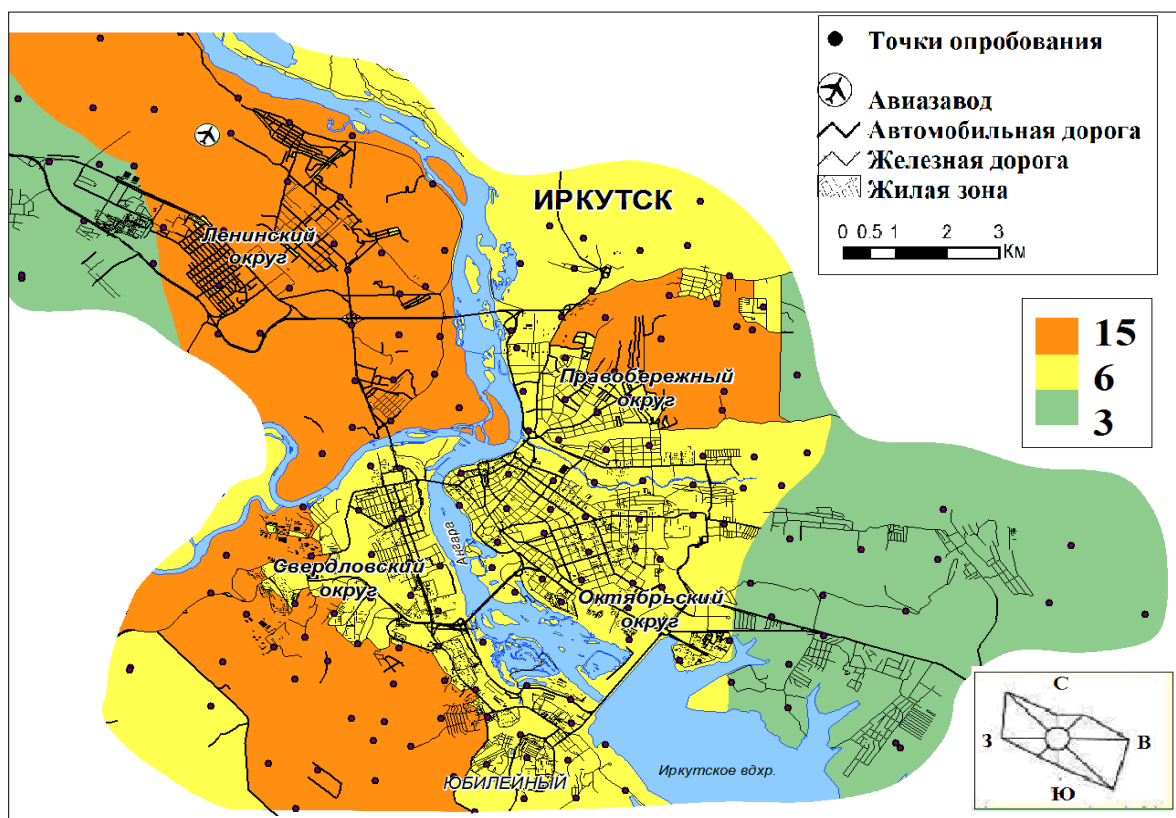 Точки опробования
Авиазавод
Автомобильная дорога
Железная дорога
Жилая зона
0 0.5 1 2 3
Км
ИРКУТСК
Ленинский
округ
15
6
3
Правобережный
округ
Ангара
Свердловский
округ
Октябрьский
округ
ЮБИЛЕЙНЫЙ
Иркутское вдхр.
С
З
В
Ю